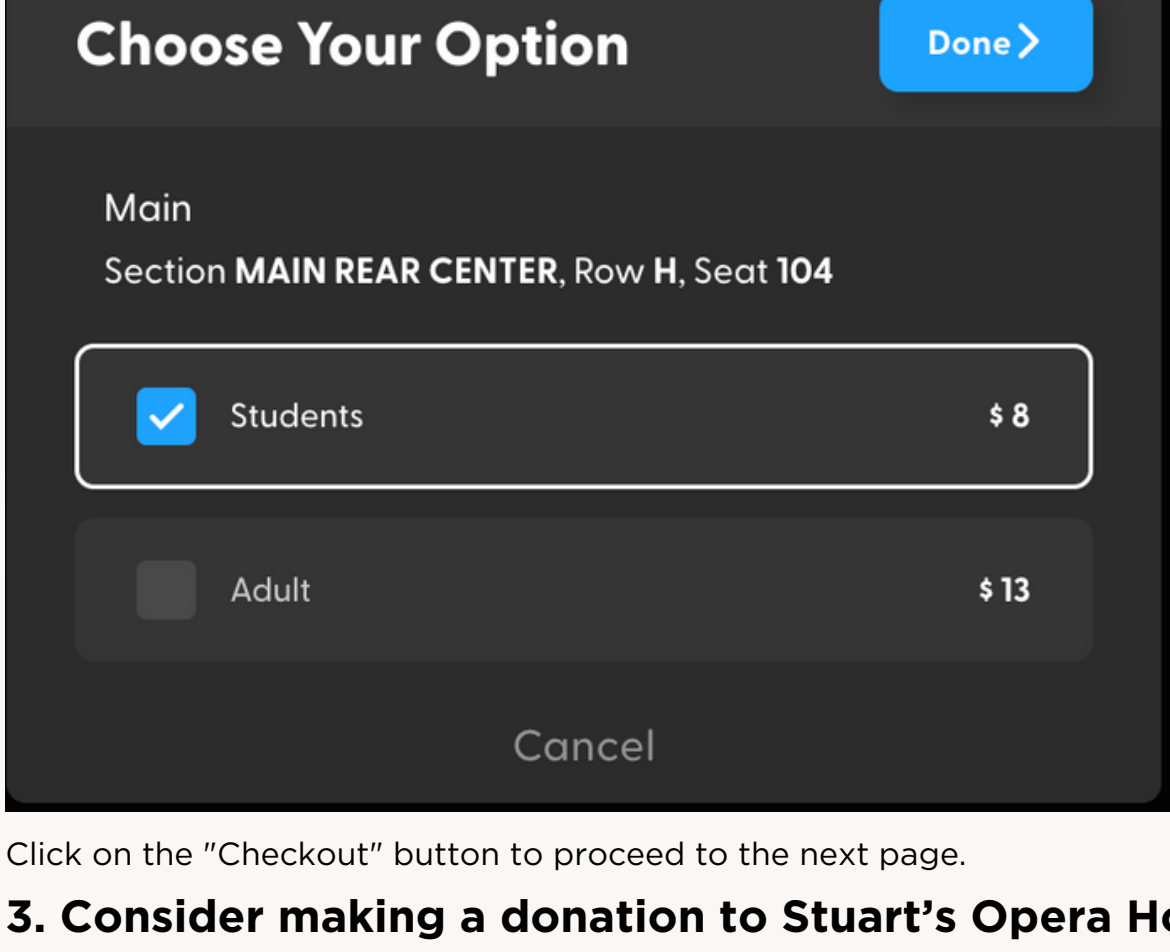 Choose Your Option
Done
Main
Section MAIN REAR CENTER, Row H, Seat 104
Students
$ 8
Adult
$ 13
Cancel
Click on the "Checkout" button to proceed to the next page.
3. Consider making a donation to Stuart’s Opera